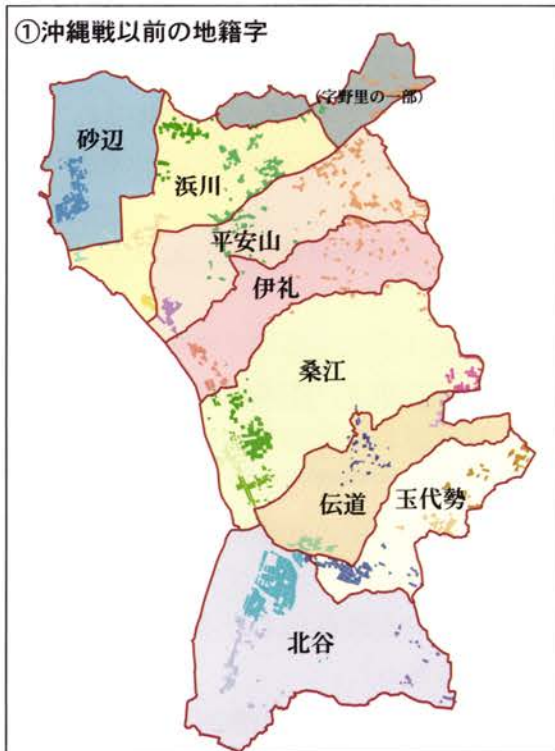 ①沖縄戦以前の地籍字
(字野里の一部)
砂辺
浜川
平安山
伊礼
桑江
伝道
玉代勢
北谷